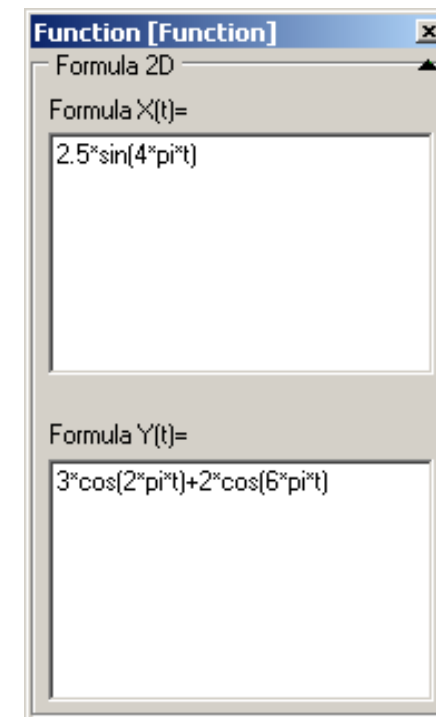 Function [Function]
Formula 2D
Formula X(t)=
2.5*sin(4*pi*t)
Formula Y(t)=
3*cos(2*pi*t)+2*cos(6*pi*t)